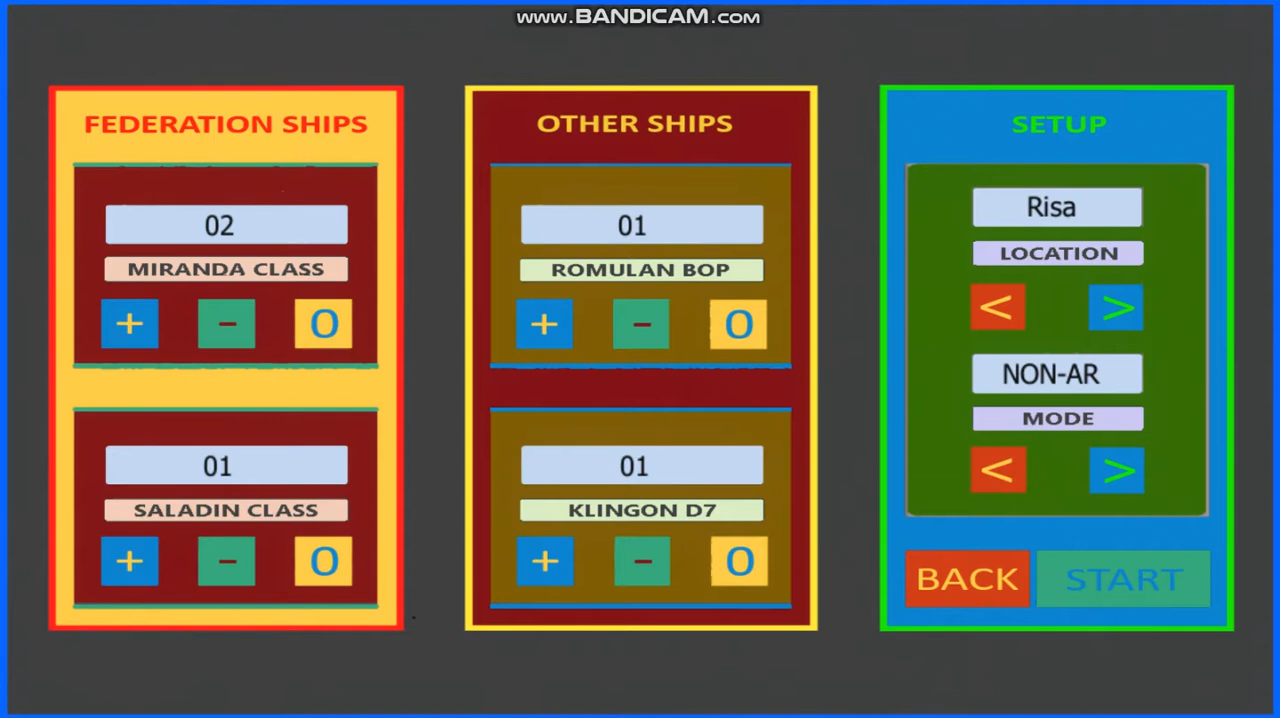 www.BANDICAM.com
FEDERATION SHIPS
02
MIRANDA CLASS
+ - O
01
SALADIN CLASS
+ - O
OTHER SHIPS
01
ROMULAN BOP
+ - O
01
KLINGON D7
+ - O
SETUP
Risa
LOCATION
< >
NON-AR
MODE
< >
BACK START